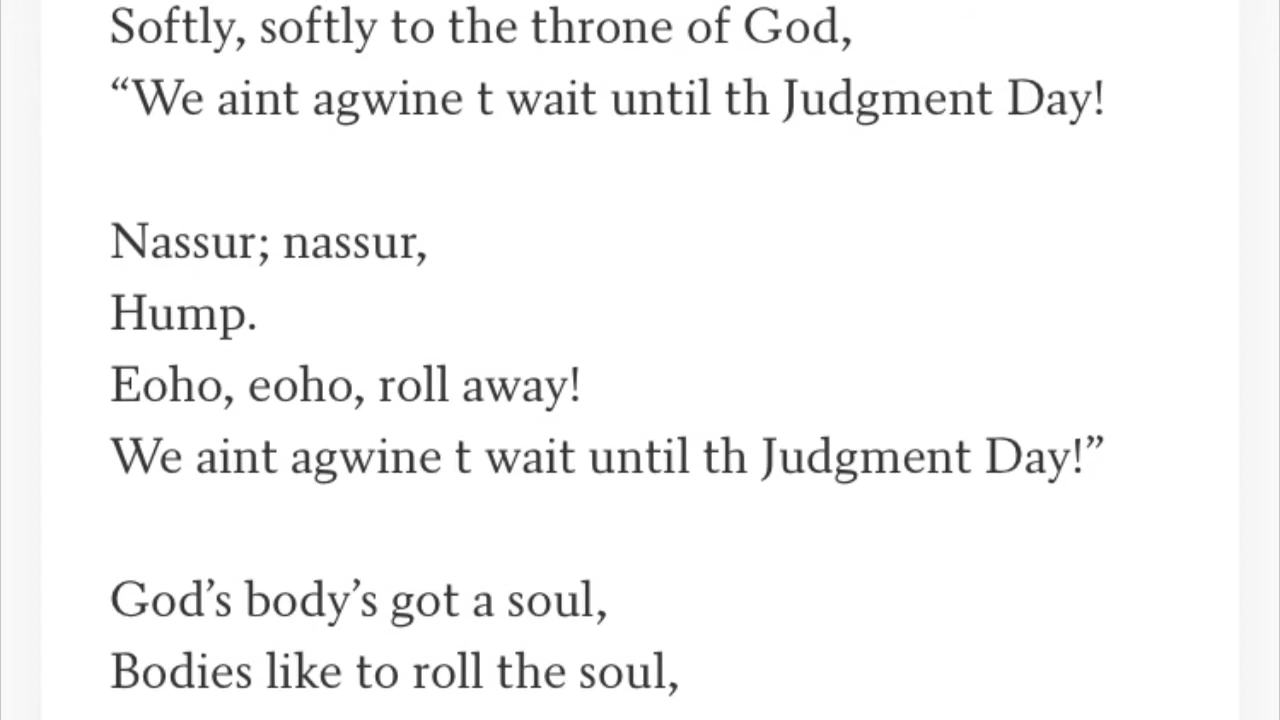 Softly, softly to the throne of God,
“We aint agwine t wait until th Judgment Day!
Nassur; nassur,
Hump.
Eoho, eoho, roll away!
We aint agwine t wait until th Judgment Day!”
God’s body’s got a soul,
Bodies like to roll the soul,